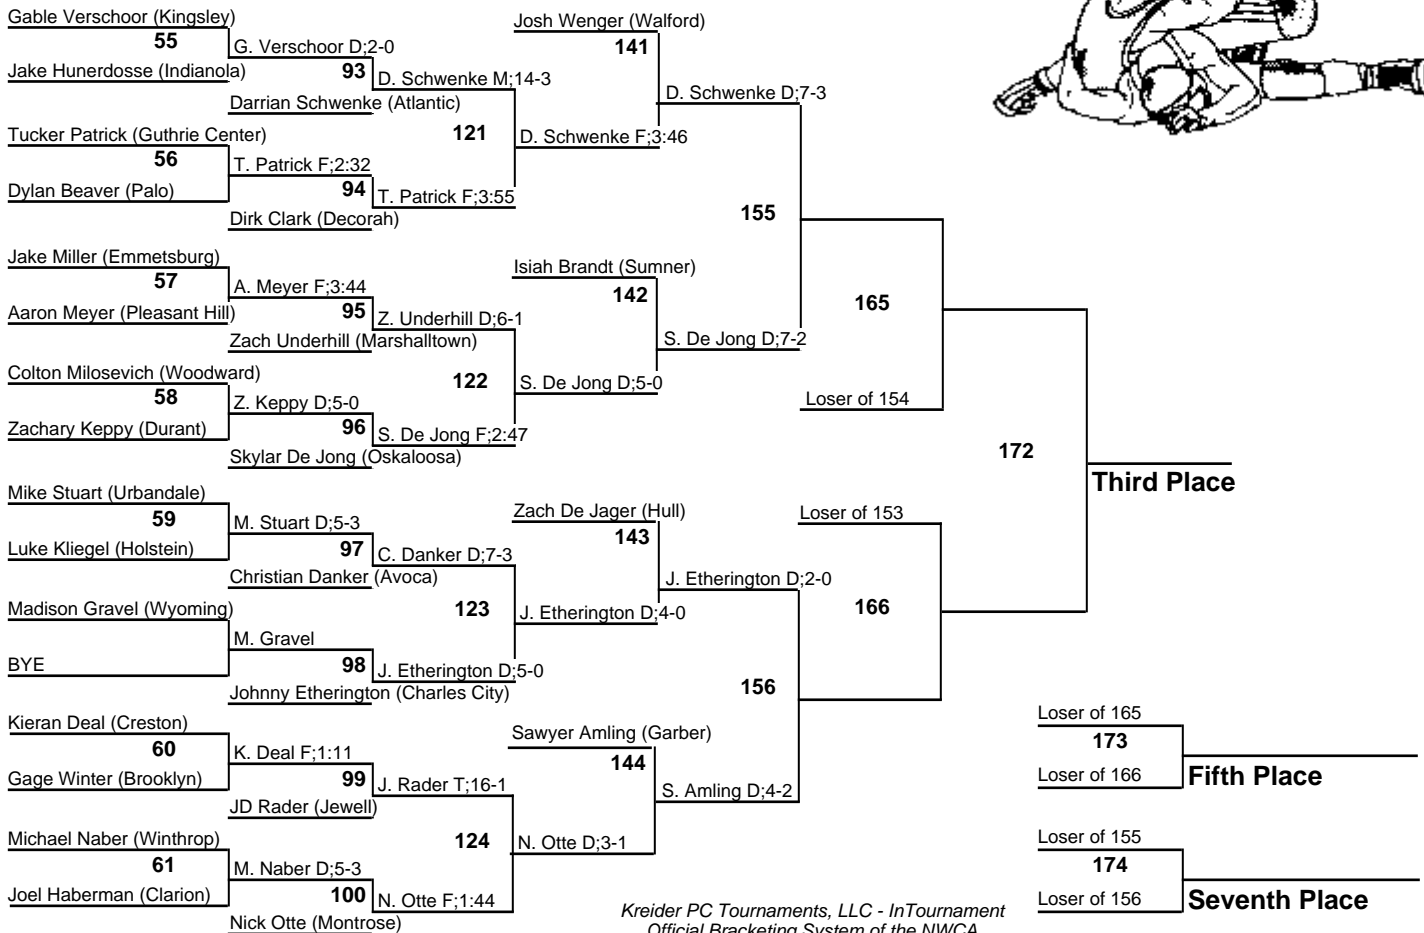 Gable Verschoor (Kingsley)
55
Jake Hunerdosse (Indianola)
G. Verschoor D;2-0
93
Darrian Schwenke (Atlantic)
D. Schwenke M;14-3
Tucker Patrick (Guthrie Center)
56
Dylan Beaver (Palo)
T. Patrick F;2:32
94
Dirk Clark (Decorah)
T. Patrick F;3:55
121
D. Schwenke F;3:46
Josh Wenger (Walford)
141
D. Schwenke D;7-3
Jake Miller (Emmetsburg)
57
Aaron Meyer (Pleasant Hill)
A. Meyer F;3:44
95
Zach Underhill (Marshalltown)
Z. Underhill D;6-1
Colton Milosevich (Woodward)
58
Zachary Keppy (Durant)
Z. Keppy D;5-0
96
Skylar De Jong (Oskaloosa)
S. De Jong F;2:47
122
S. De Jong D;5-0
Isiah Brandt (Sumner)
142
S. De Jong D;7-2
155
165
Loser of 154
Mike Stuart (Urbandale)
59
Luke Kliegel (Holstein)
M. Stuart D;5-3
97
Christian Danker (Avoca)
C. Danker D;7-3
Madison Gravel (Wyoming)
BYE
M. Gravel
98
Johnny Etherington (Charles City)
J. Etherington D;5-0
123
J. Etherington D;4-0
Zach De Jager (Hull)
143
J. Etherington D;2-0
Kieran Deal (Creston)
60
Gage Winter (Brooklyn)
K. Deal F;1:11
99
JD Rader (Jewell)
J. Rader T;16-1
Michael Naber (Winthrop)
61
Joel Haberman (Clarion)
M. Naber D;5-3
100
Nick Otte (Montrose)
N. Otte F;1:44
124
N. Otte D;3-1
Sawyer Amling (Garber)
144
S. Amling D;4-2
156
Loser of 153
166
172
Third Place
Loser of 165
173
Loser of 166
Fifth Place
Loser of 155
174
Loser of 156
Seventh Place
Kreider PC Tournaments, LLC - InTournament
Official Bracketing System of the NWCA